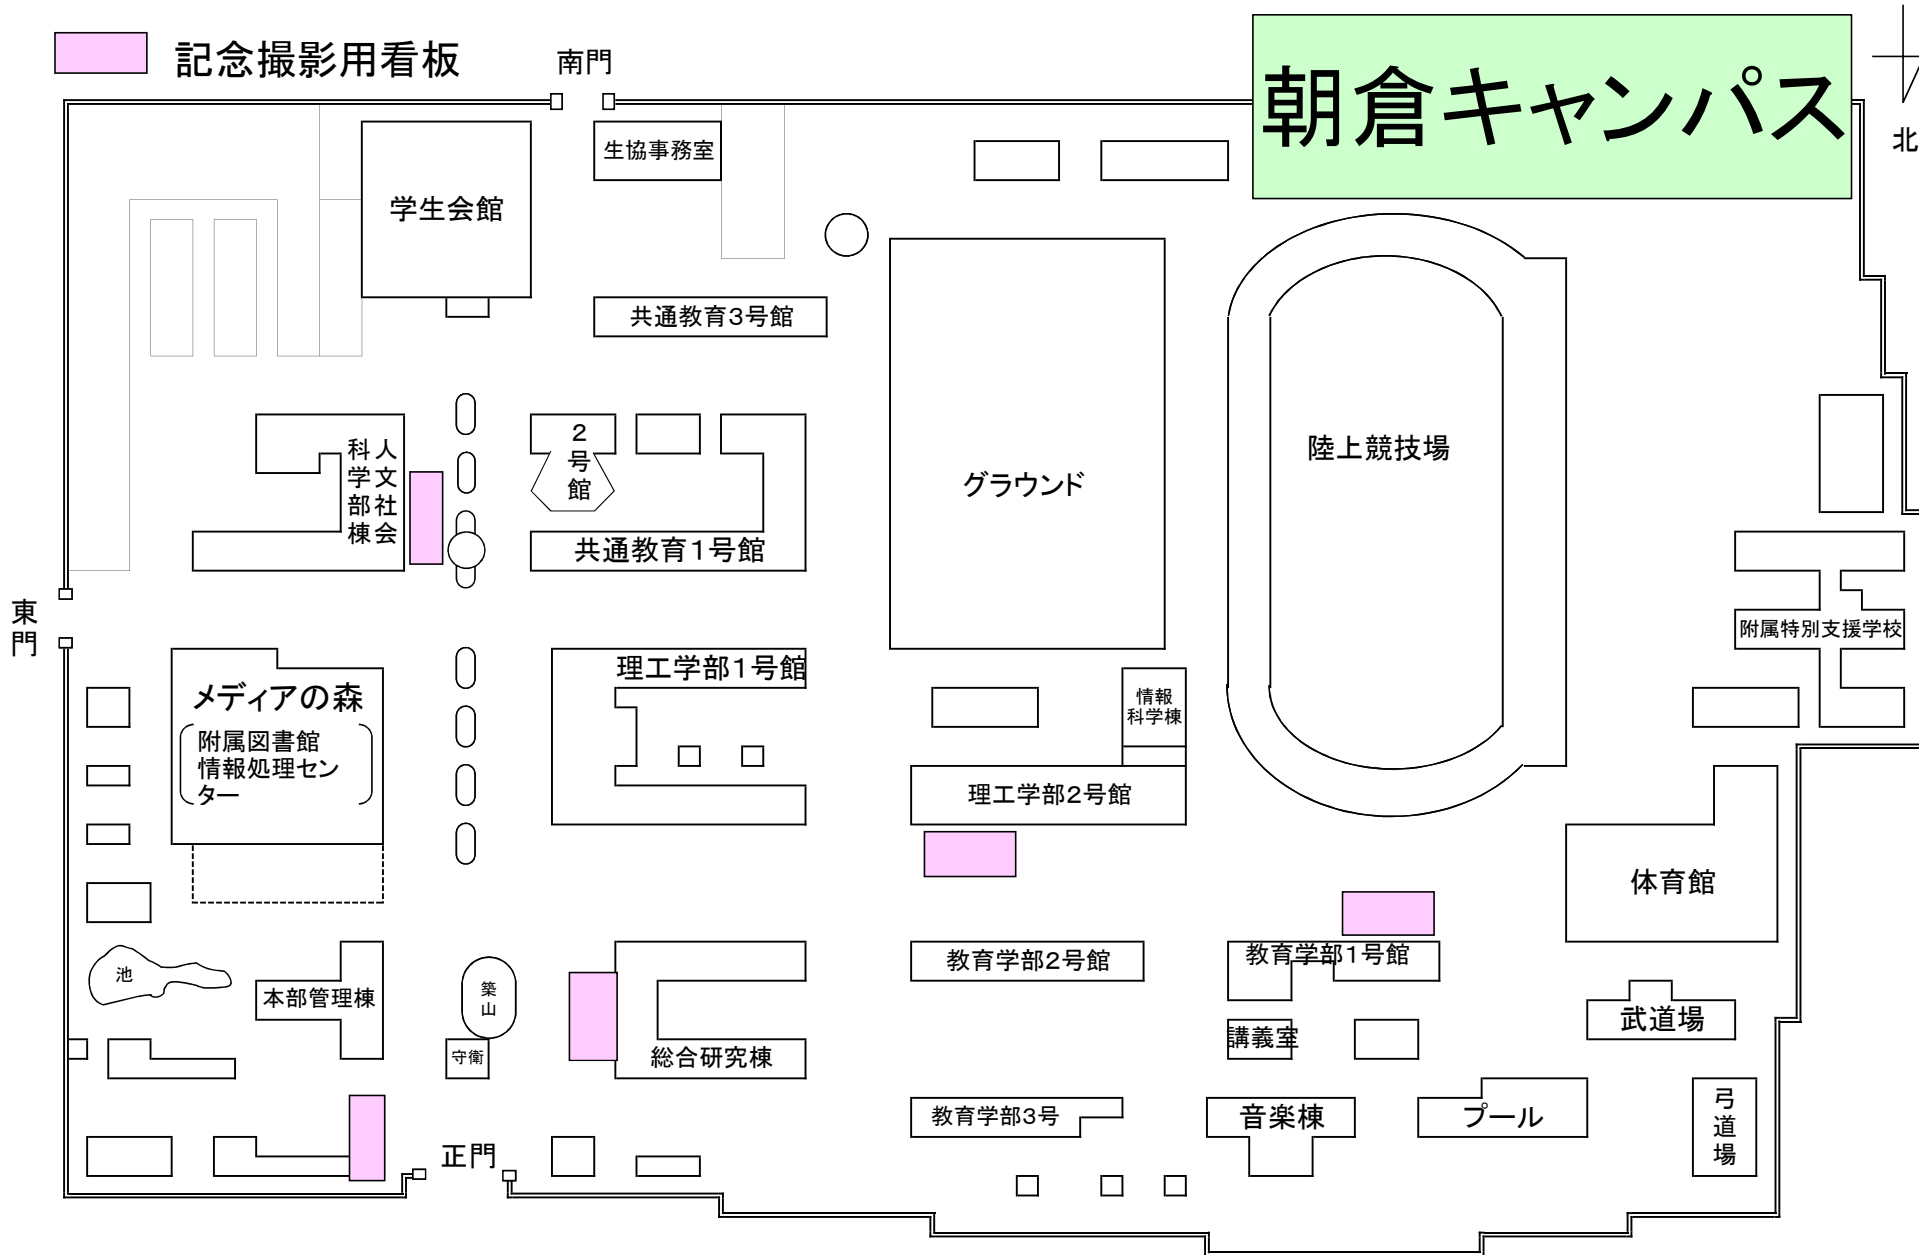 記念撮影用看板
南門
朝倉キャンパス
北
生協事務室
学生会館
共通教育3号館
人文社会
科学部棟
2号館
共通教育1号館
グラウンド
陸上競技場
東門
附属特別支援学校
理工学部1号館
メディアの森
附属図書館
情報処理セン
ター
情報
科学棟
理工学部2号館
体育館
池
本部管理棟
築山
守衛
総合研究棟
教育学部2号館
教育学部1号館
講義室
武道場
教育学部3号
音楽棟
プール
弓道場
正門